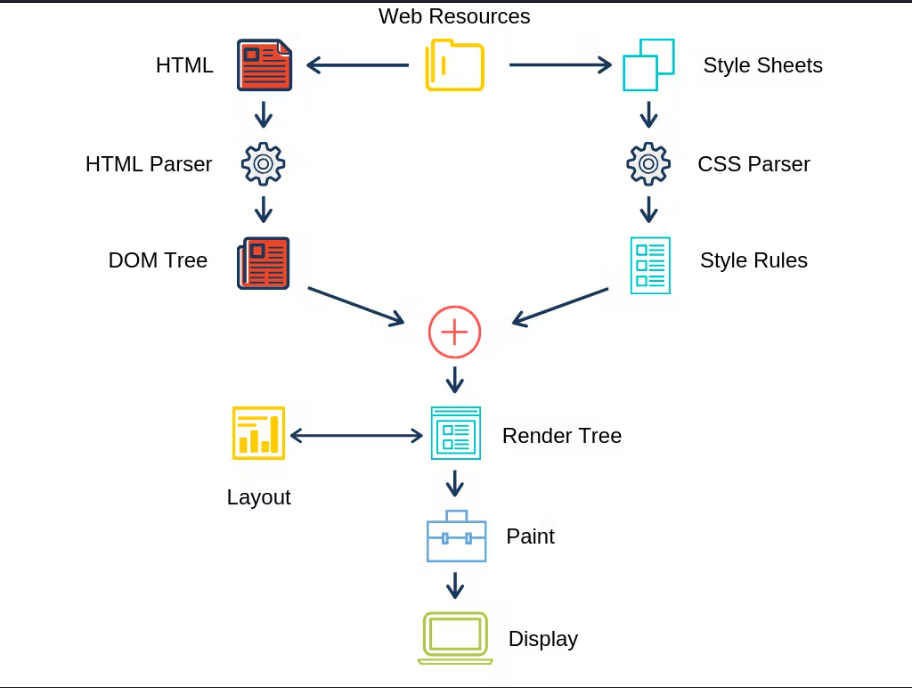 Web Resources
HTML
Style Sheets
HTML Parser
CSS Parser
DOM Tree
Style Rules
Render Tree
Layout
Paint
Display